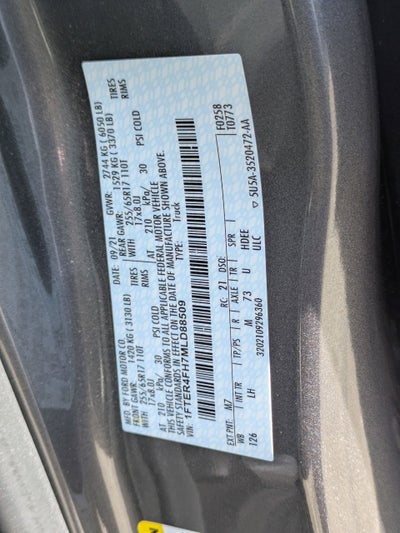 MFD. BY FORD MOTOR CO.
DATE: 09/21 GVWR: 2744 KG ( 6050 LB)
FRONT GAWR: 1420 KG ( 3130 LB) REAR GAWR: 1529 KG ( 3370 LB)
WITH 255/65R17 110T TIRES WITH 255/65R17 110T TIRES
17x8.0J RIMS 17x8.0J RIMS
AT 210 kPa/ 30 PSI COLD AT 210 kPa/ 30 PSI COLD
THIS VEHICLE CONFORMS TO ALL APPLICABLE FEDERAL MOTOR VEHICLE
SAFETY STANDARDS IN EFFECT ON THE DATE OF MANUFACTURE SHOWN ABOVE.
VIN: 1FTER4FH7MLD88509 TYPE: Truck
F0258
T0773
EXT PNT: M7 RC: 21 DSO:
WB INT TR TP/PS R AXLE TR SPR
126 LH M 73 U HDEE
ULC
3202109296360 5U5A-3520472-AA